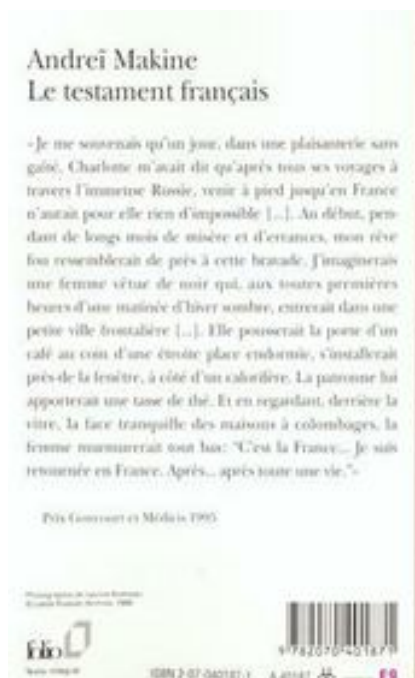 Andreï Makine
Le testament français
«Je me souvenais qu'un jour, dans une plaisanterie sans
gaîté, Charlotte m'avait dit qu'après tous ses voyages à
travers l'immense Russie, venir à pied jusqu'en France
n'aurait pour elle rien d'impossible [...]. Au début, pen-
dant de longs mois de misère et d'errances, mon rêve
fou ressemblerait de près à cette bravade. J'imaginerais
une femme vêtue de noir qui, aux toutes premières
heures d'une matinée d'hiver sombre, entrerait dans une
petite ville frontalière [...]. Elle pousserait la porte d'un
café au coin d'une étroite place endormie, s'installerait
près de la fenêtre, à côté d'un calorifère. La patronne lui
apporterait une tasse de thé. Et en regardant, derrière la
vitre, la face tranquille des maisons à colombages, la
femme murmurerait tout bas: "C'est la France... Je suis
retournée en France. Après... après toute une vie."»
Prix Goncourt et Médicis 1995
folio
Texte intégral
ISBN 2-07-040187-
9 782070 401871
A 40187